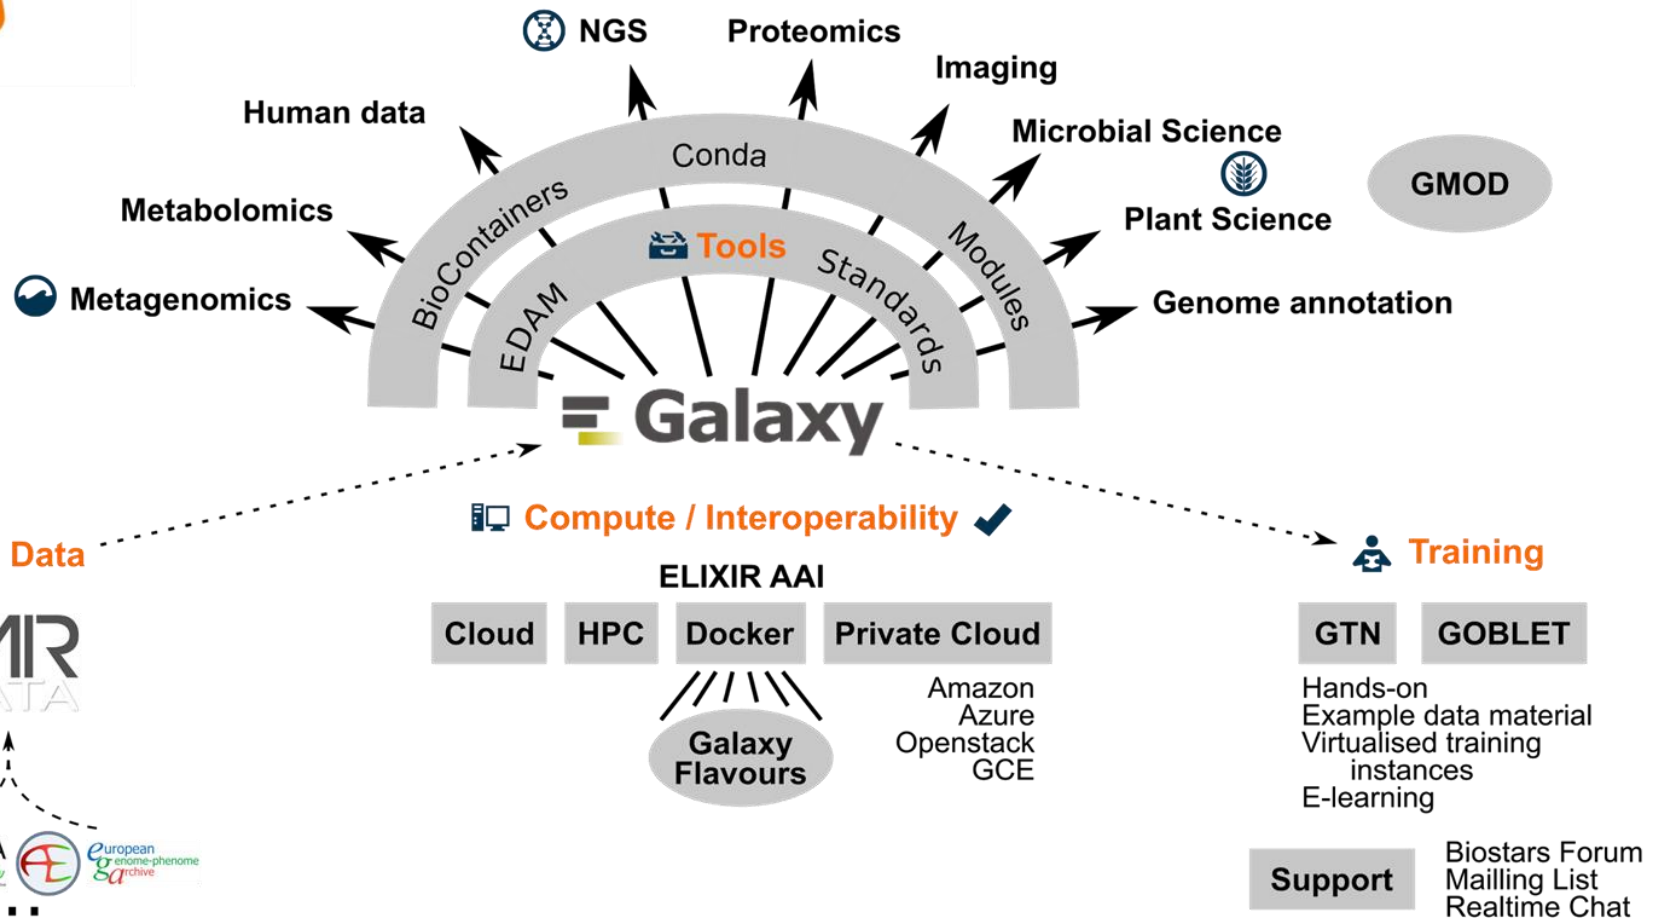 NGS
Proteomics
Imaging
Human data
Microbial Science
Conda
GMOD
Metabolomics
BioContainers
Modules
Plant Science
Tools
Standards
EDAM
Metagenomics
Genome annotation
Galaxy
Compute / Interoperability
Data
Training
ELIXIR AAI
Cloud
HPC
Docker
Private Cloud
GTN
GOBLET
Amazon
Azure
Openstack
GCE
Galaxy
Flavours
Hands-on
Example data material
Virtualised training
instances
E-learning
european
genome-phenome
archive
Support
Biostars Forum
Mailling List
Realtime Chat